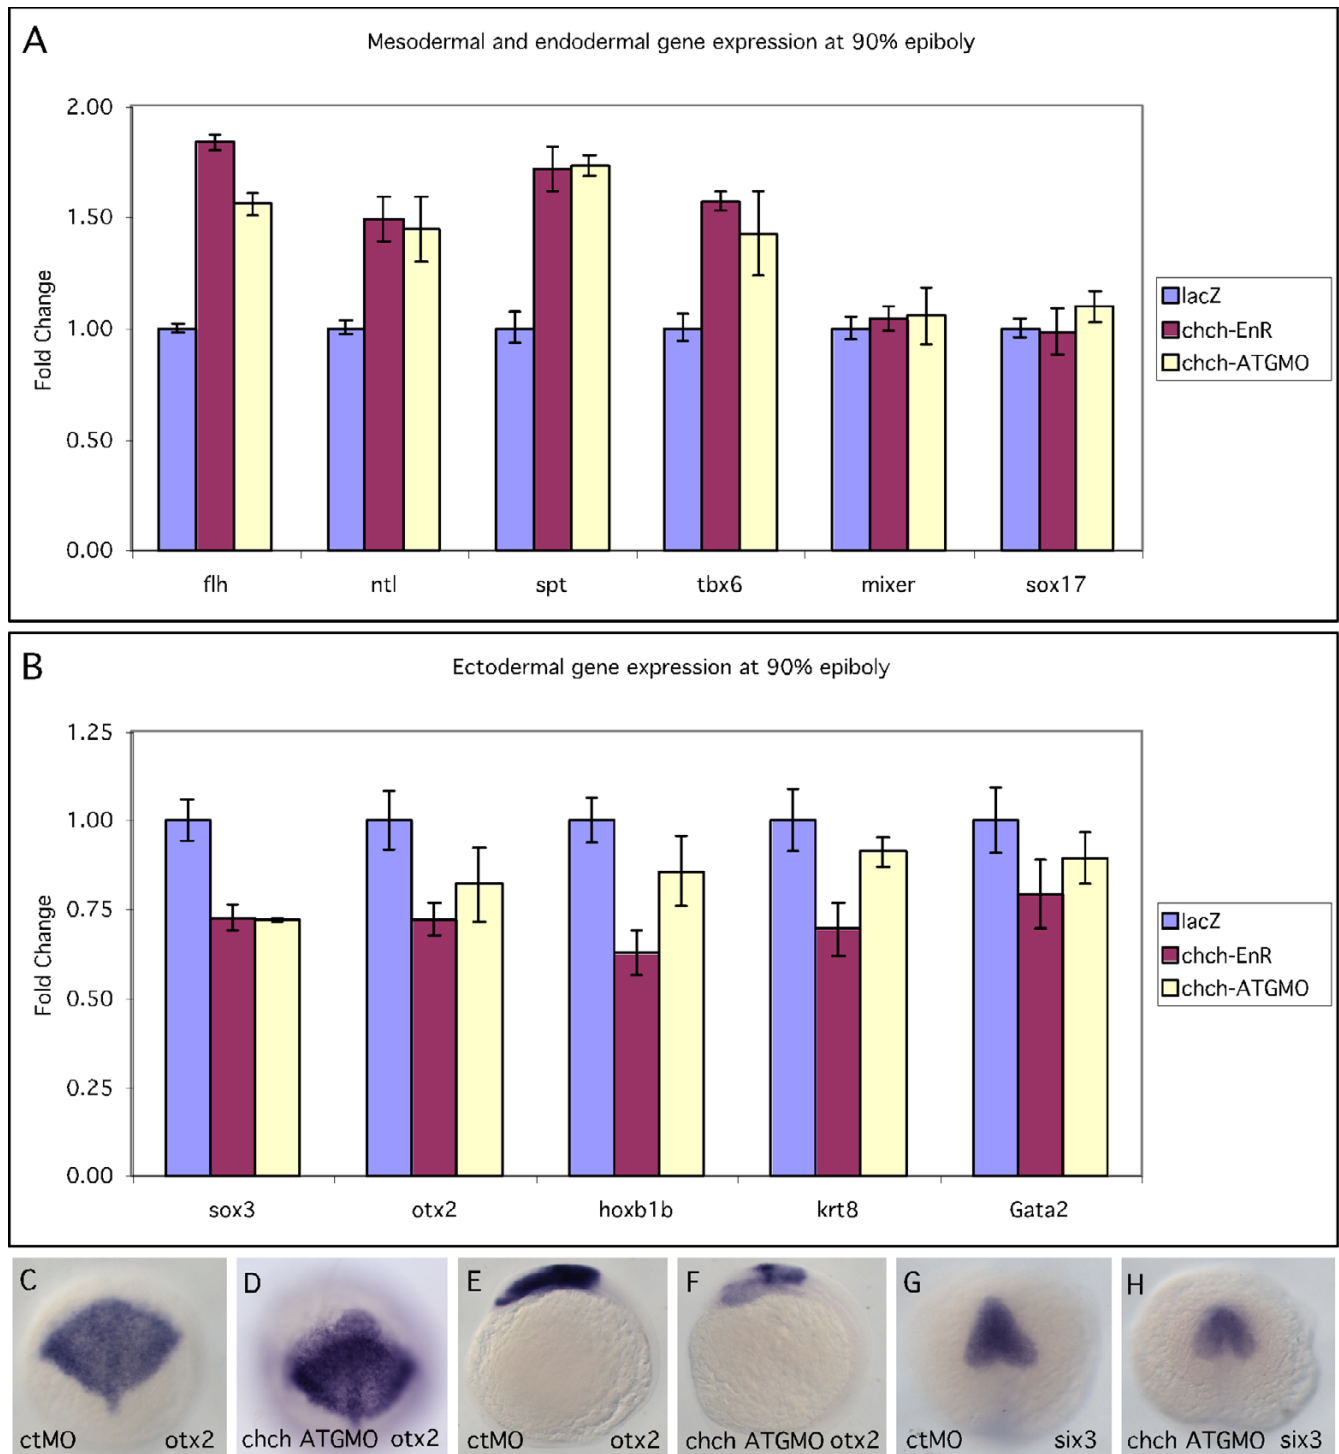 A
Mesodermal and endodermal gene expression at 90% epiboly
2.00
1.50
1.00
0.50
0.00
Fold Change
flh ntl spt tbx6 mixer sox17
lacZ
chch-EnR
chch-ATGMO
B
Ectodermal gene expression at 90% epiboly
1.25
1.00
0.75
0.50
0.25
0.00
Fold Change
sox3 otx2 hoxb1b krt8 Gata2
lacZ
chch-EnR
chch-ATGMO
C
ctMO otx2
D
chch ATGMO otx2
E
ctMO otx2
F
chch ATGMO otx2
G
ctMO six3
H
chch ATGMO six3